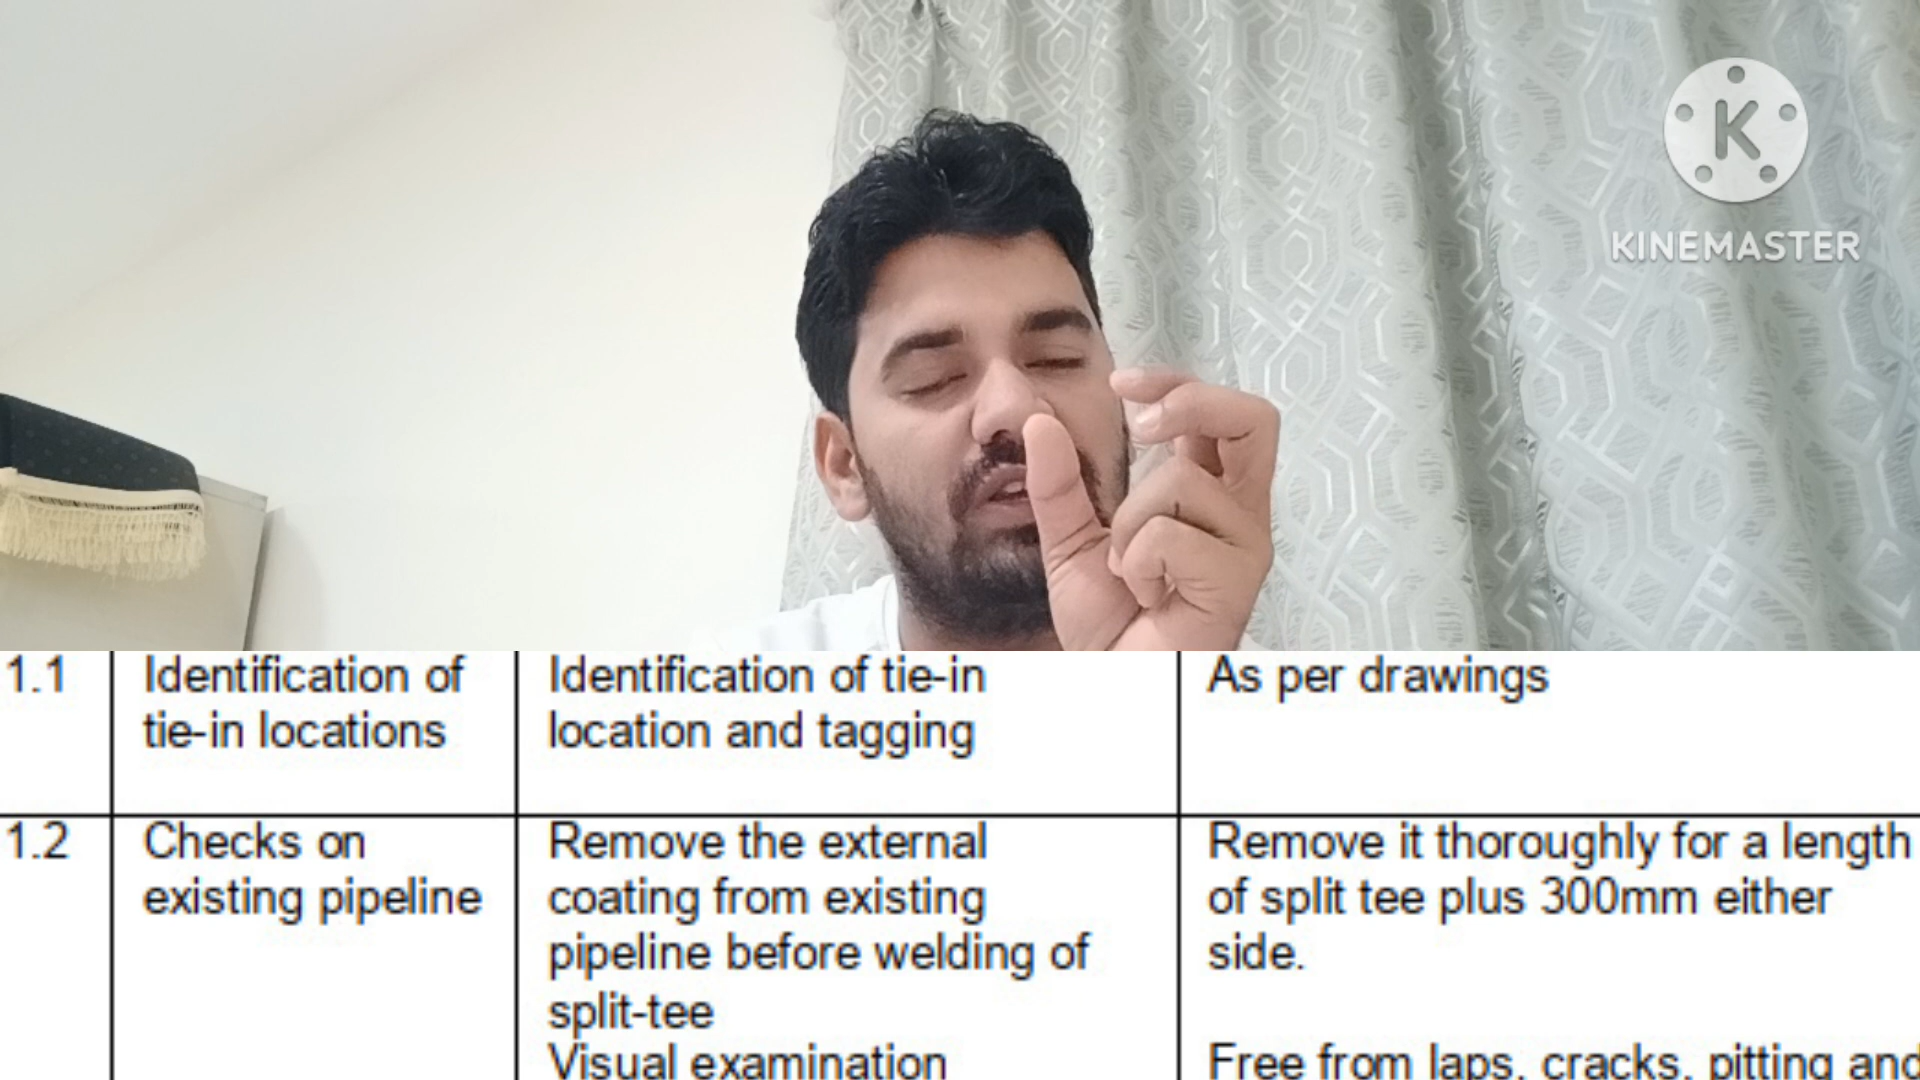 K
KINEMASTER
1.1
Identification of
tie-in locations
Identification of tie-in
location and tagging
As per drawings
1.2
Checks on
existing pipeline
Remove the external
coating from existing
pipeline before welding of
split-tee
Visual examination
Remove it thoroughly for a length
of split tee plus 300mm either
side.
Free from laps, cracks, pitting and